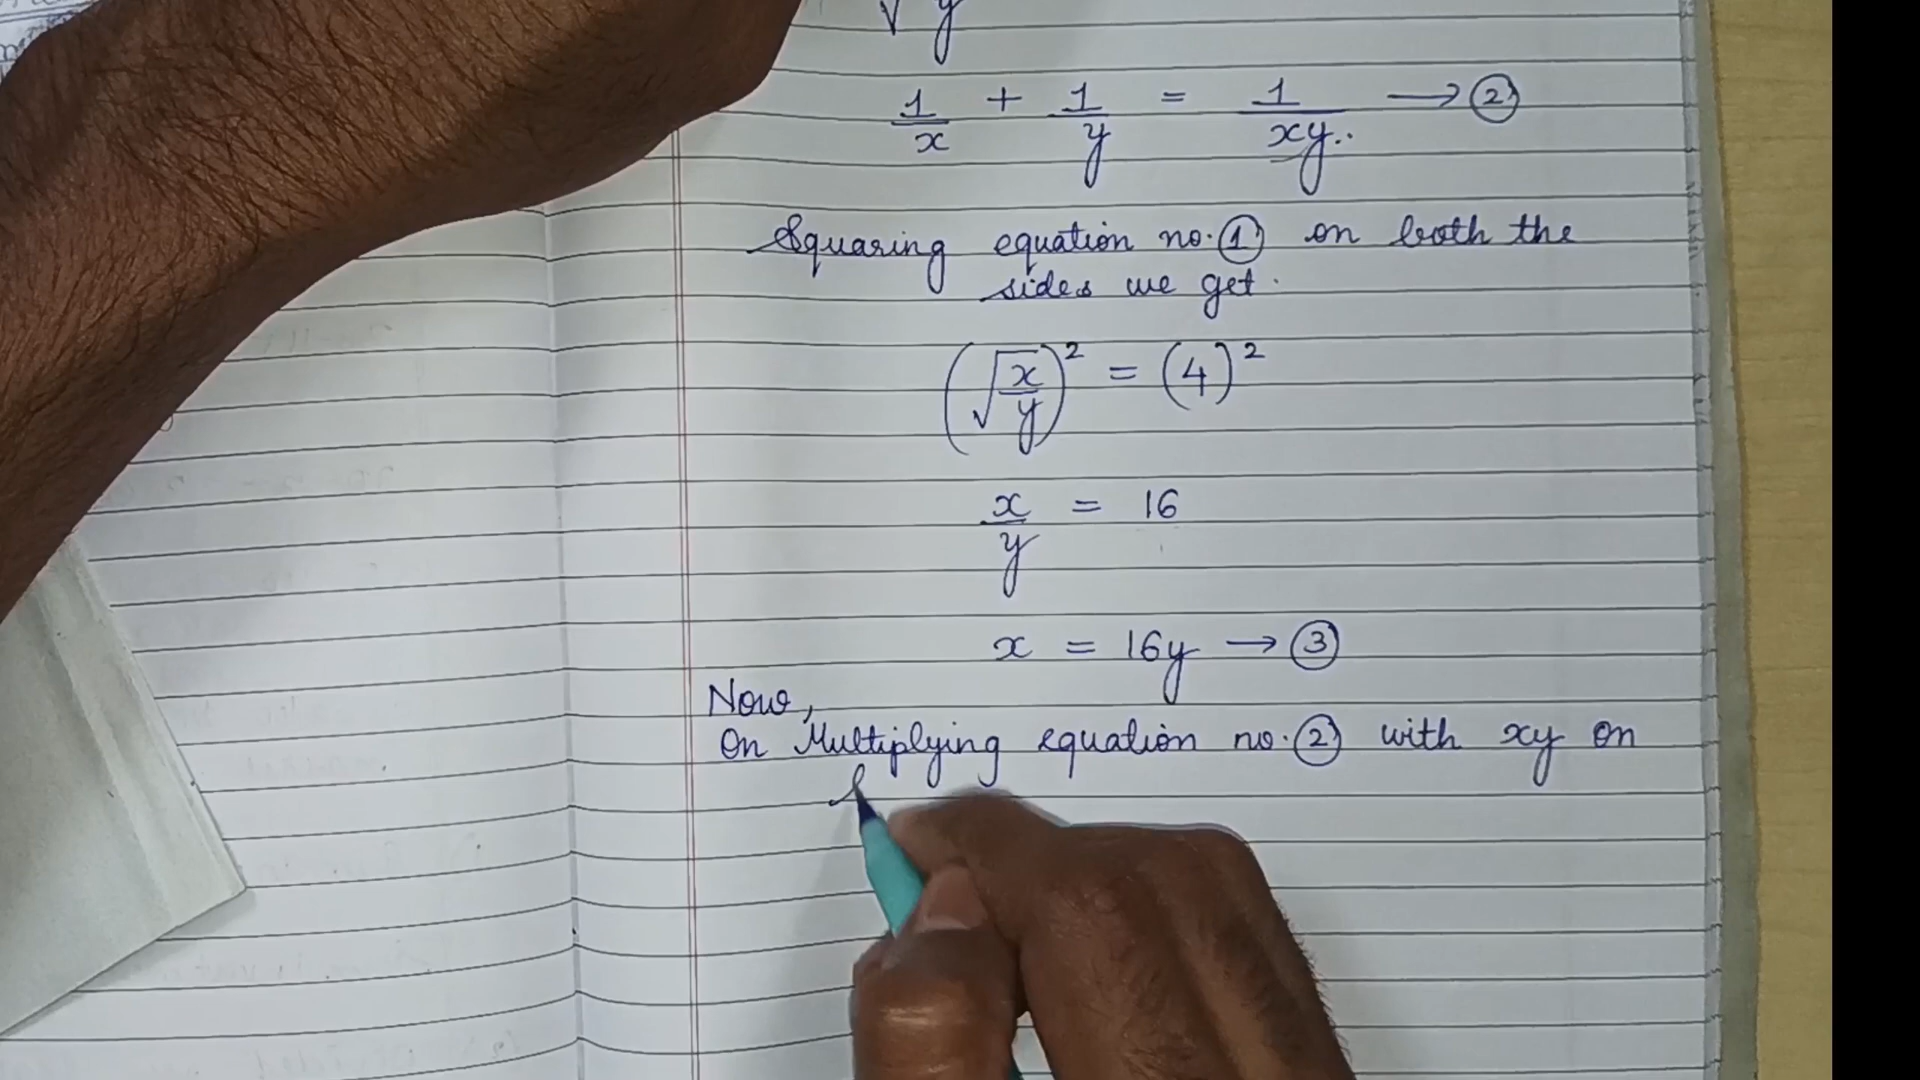 √ y
1/x + 1/y = 1/xy. → ②
Squaring equation no. ① on both the
sides we get.
(√x/y)² = (4)²
x/y = 16
x = 16y → ③
Now,
On Multiplying equation no. ② with xy on